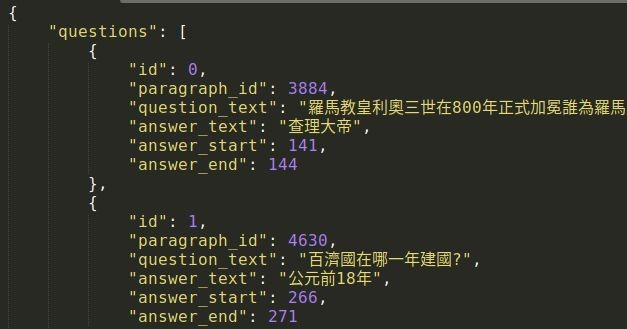 {
"questions": [
{
"id": 0,
"paragraph_id": 3884,
"question_text": "羅馬教皇利奧三世在800年正式加冕誰為羅馬
"answer_text": "查理大帝",
"answer_start": 141,
"answer_end": 144
},
{
"id": 1,
"paragraph_id": 4630,
"question_text": "百濟國在哪一年建國?",
"answer_text": "公元前18年",
"answer_start": 266,
"answer_end": 271